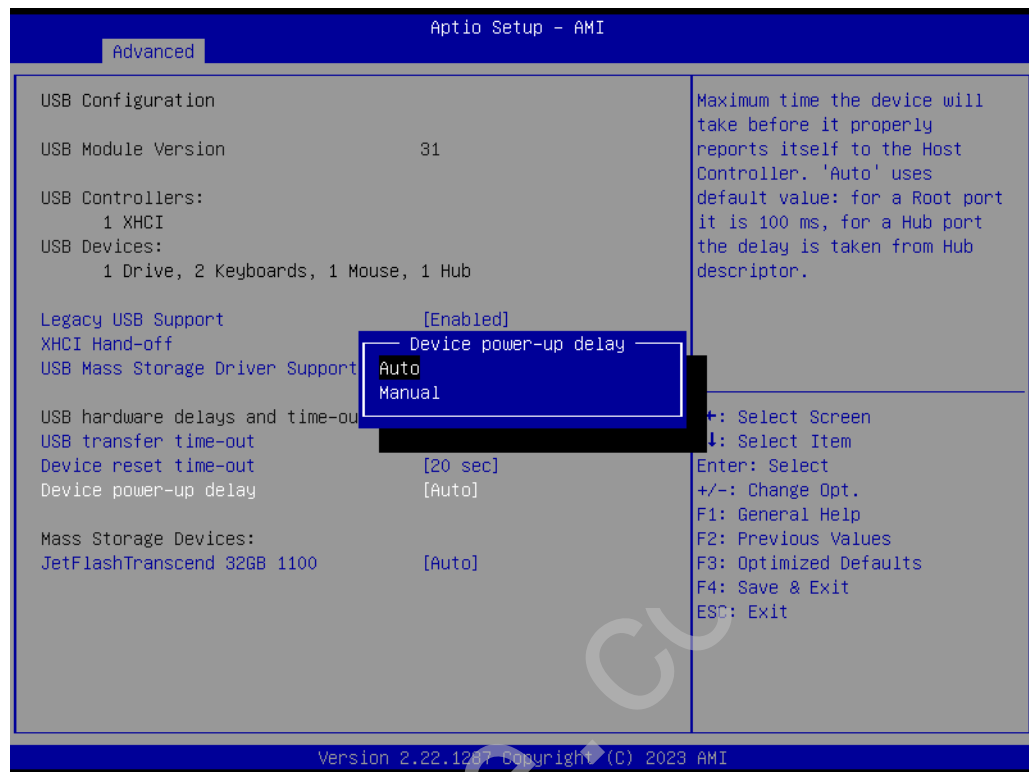 Aptio Setup – AMI
Advanced
USB Configuration
USB Module Version 31
USB Controllers:
1 XHCI
USB Devices:
1 Drive, 2 Keyboards, 1 Mouse, 1 Hub
Legacy USB Support [Enabled]
XHCI Hand-off
USB Mass Storage Driver Support
USB hardware delays and time-ou
USB transfer time-out
Device reset time-out [20 sec]
Device power-up delay [Auto]
Mass Storage Devices:
JetFlashTranscend 32GB 1100 [Auto]
Device power-up delay
Auto
Manual
Maximum time the device will
take before it properly
reports itself to the Host
Controller. 'Auto' uses
default value: for a Root port
it is 100 ms, for a Hub port
the delay is taken from Hub
descriptor.
: Select Screen
: Select Item
Enter: Select
+/-: Change Opt.
F1: General Help
F2: Previous Values
F3: Optimized Defaults
F4: Save & Exit
ESC: Exit
Version 2.22.1287 Copyright (C) 2023 AMI